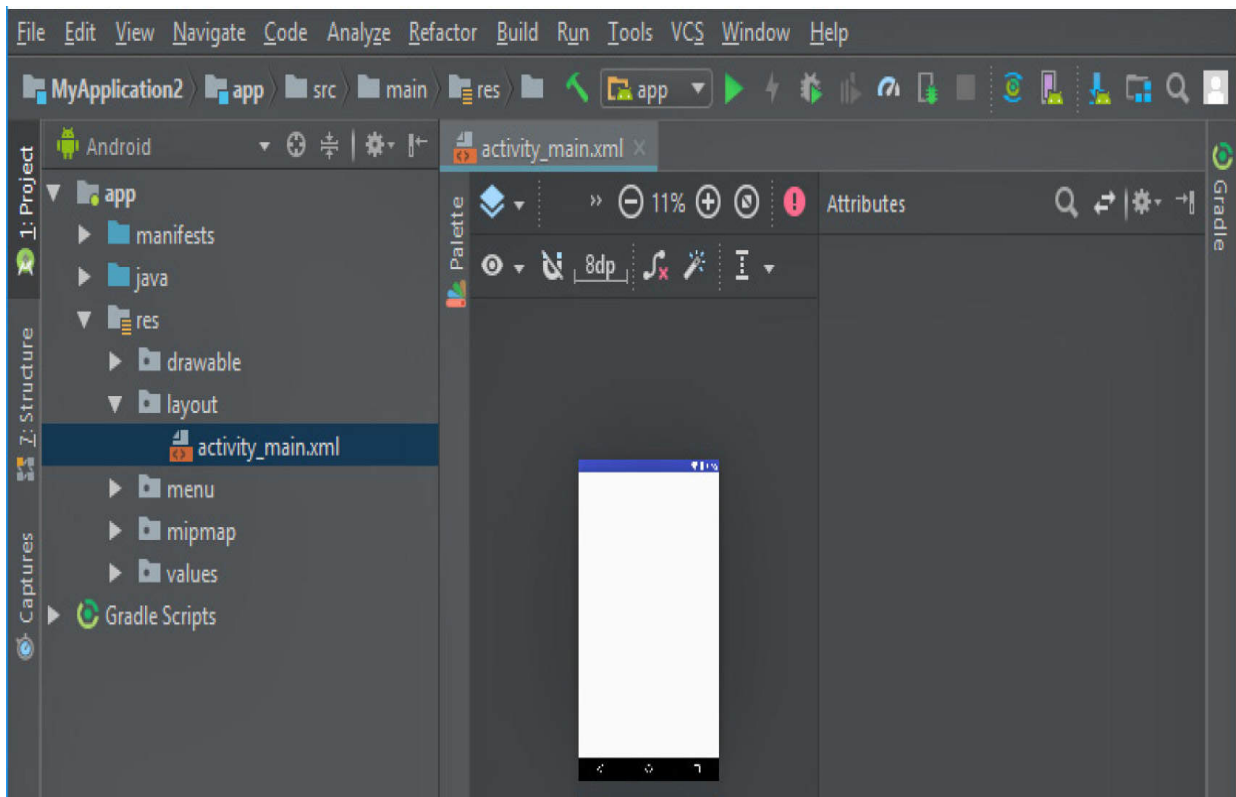 File Edit View Navigate Code Analyze Refactor Build Run Tools VCS Window Help
MyApplication2 app src main res app
Android
activity_main.xml
1: Project
7: Structure
Captures
app
manifests
java
res
drawable
layout
activity_main.xml
menu
mipmap
values
Gradle Scripts
Palette
11%
8dp
Attributes
Gradle